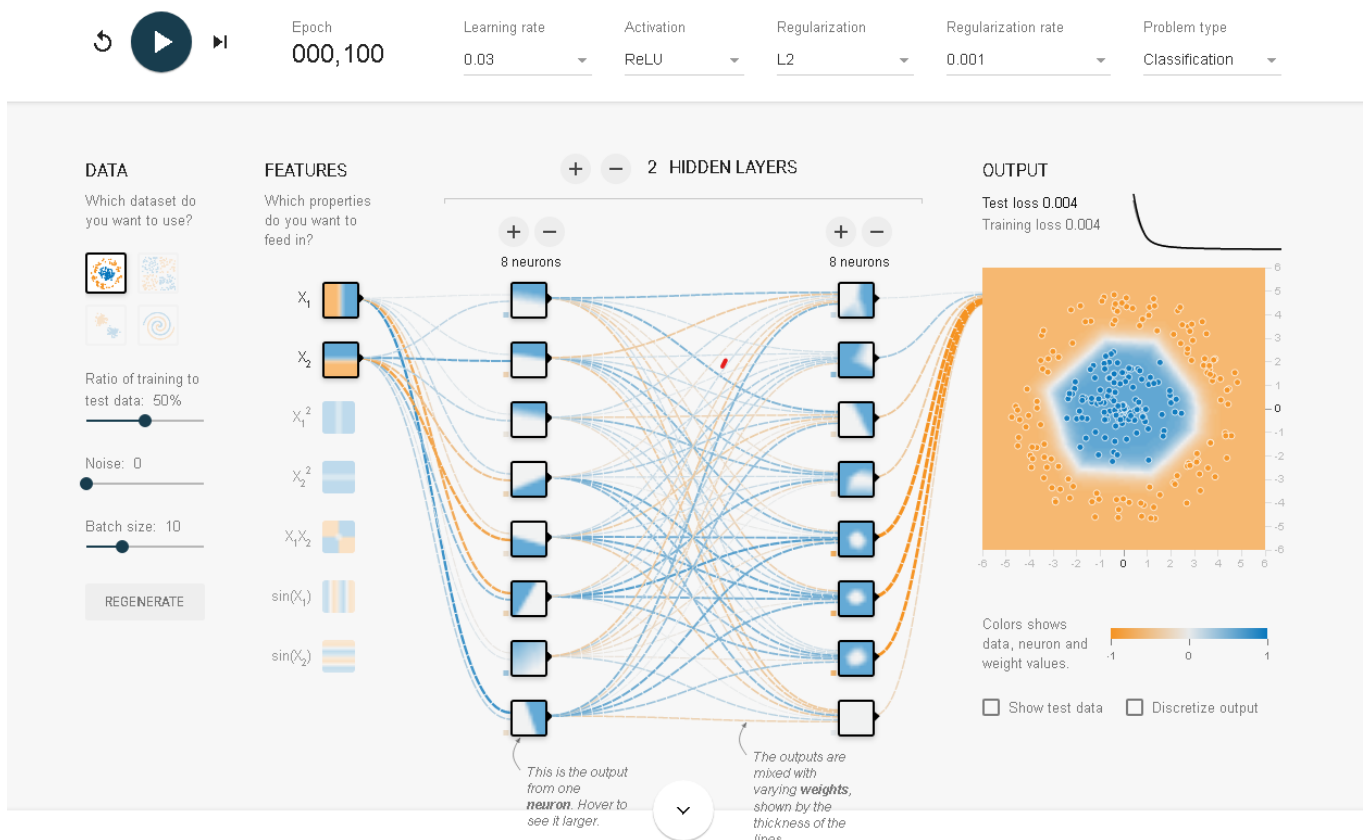 Epoch
000,100
Learning rate
0.03
Activation
ReLU
Regularization
L2
Regularization rate
0.001
Problem type
Classification
DATA
Which dataset do
you want to use?
Ratio of training to
test data: 50%
Noise: 0
Batch size: 10
REGENERATE
FEATURES
Which properties
do you want to
feed in?
X1
X2
X1²
X2²
X1X2
sin(X1)
sin(X2)
2 HIDDEN LAYERS
8 neurons
8 neurons
This is the output
from one
neuron. Hover to
see it larger.
The outputs are
mixed with
varying weights,
shown by the
thickness of the
lines.
OUTPUT
Test loss 0.004
Training loss 0.004
6
5
4
3
2
1
0
-1
-2
-3
-4
-5
-6
-6 -5 -4 -3 -2 -1 0 1 2 3 4 5 6
Colors shows
data, neuron and
weight values.
-1 0 1
Show test data
Discretize output